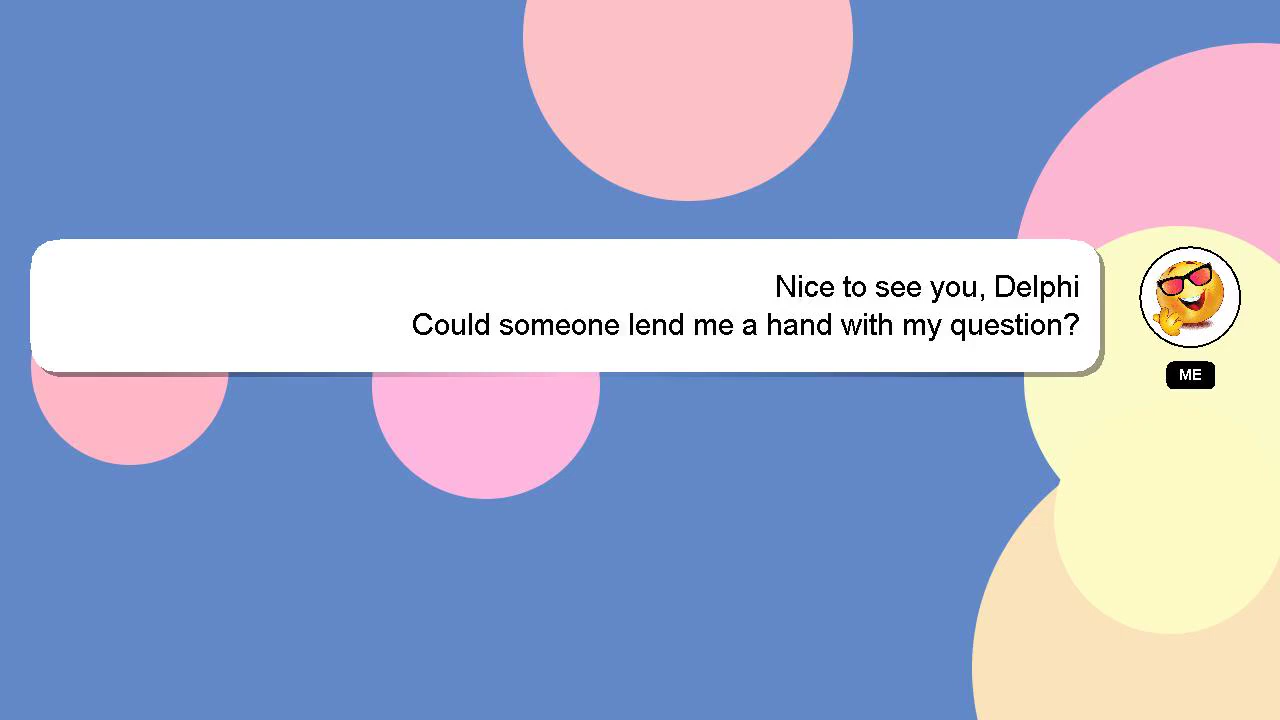 Nice to see you, Delphi
Could someone lend me a hand with my question?
ME